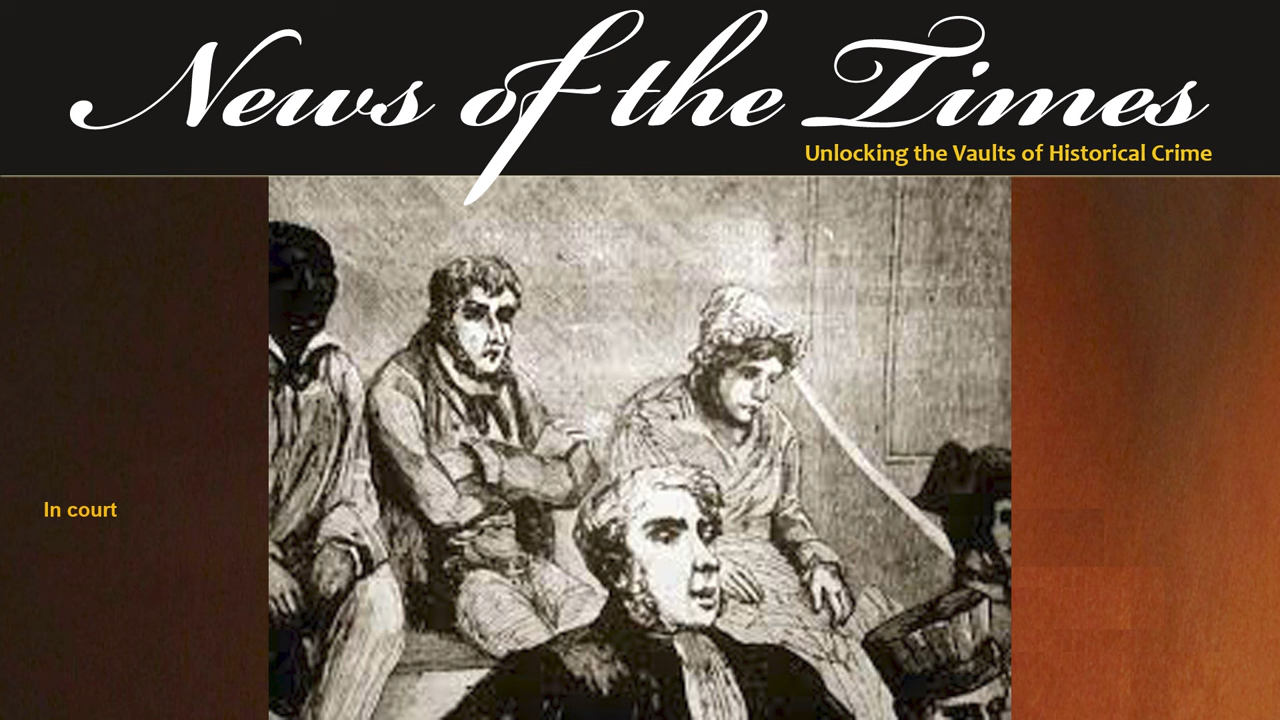 News of the Times
Unlocking the Vaults of Historical Crime
In court